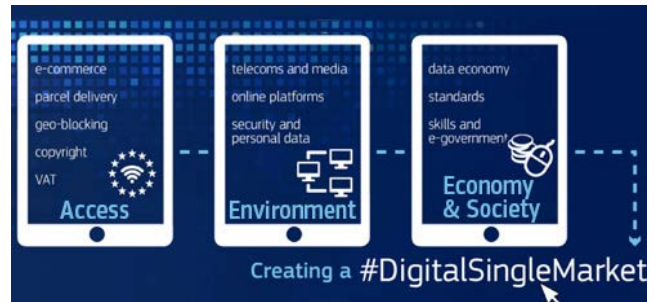 e-commerce
parcel delivery
geo-blocking
copyright
VAT
Access
telecoms and media
online platforms
security and
personal data
Environment
data economy
standards
skills and
e-government
Economy
& Society
Creating a #DigitalSingleMarket